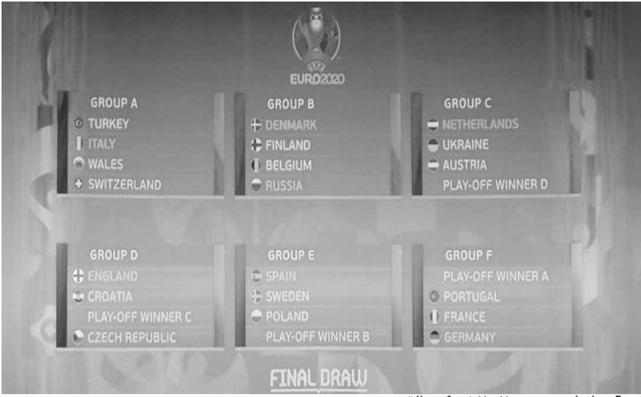 UEFA
EURO2020
GROUP A
TURKEY
ITALY
WALES
SWITZERLAND
GROUP B
DENMARK
FINLAND
BELGIUM
RUSSIA
GROUP C
NETHERLANDS
UKRAINE
AUSTRIA
PLAY-OFF WINNER D
GROUP D
ENGLAND
CROATIA
PLAY-OFF WINNER C
CZECH REPUBLIC
GROUP E
SPAIN
SWEDEN
POLAND
PLAY-OFF WINNER B
GROUP F
PLAY-OFF WINNER A
PORTUGAL
FRANCE
GERMANY
FINAL DRAW